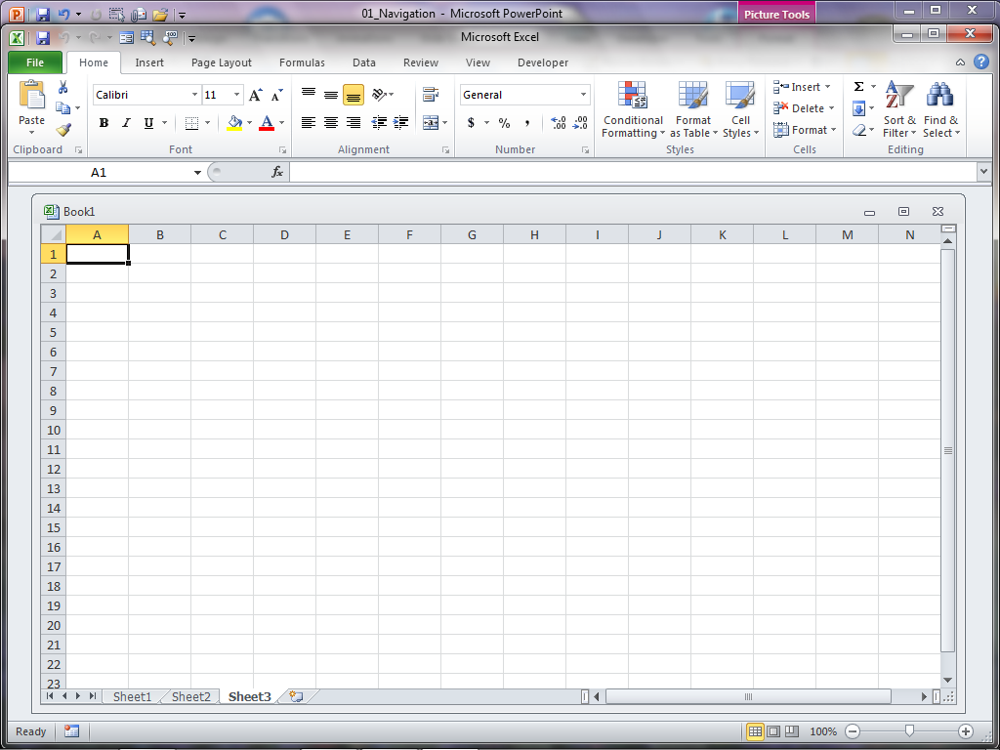 01_Navigation - Microsoft PowerPoint
Picture Tools
Microsoft Excel
File Home Insert Page Layout Formulas Data Review View Developer
Paste
Calibri 11
General
B I U
$ % ,
Conditional Formatting
Format as Table
Cell Styles
Insert
Delete
Format
Σ
Sort & Filter
Find & Select
Clipboard Font Alignment Number Styles Cells Editing
A1 fx
Book1
A B C D E F G H I J K L M N
1
2
3
4
5
6
7
8
9
10
11
12
13
14
15
16
17
18
19
20
21
22
23
Sheet1 Sheet2 Sheet3
Ready 100%